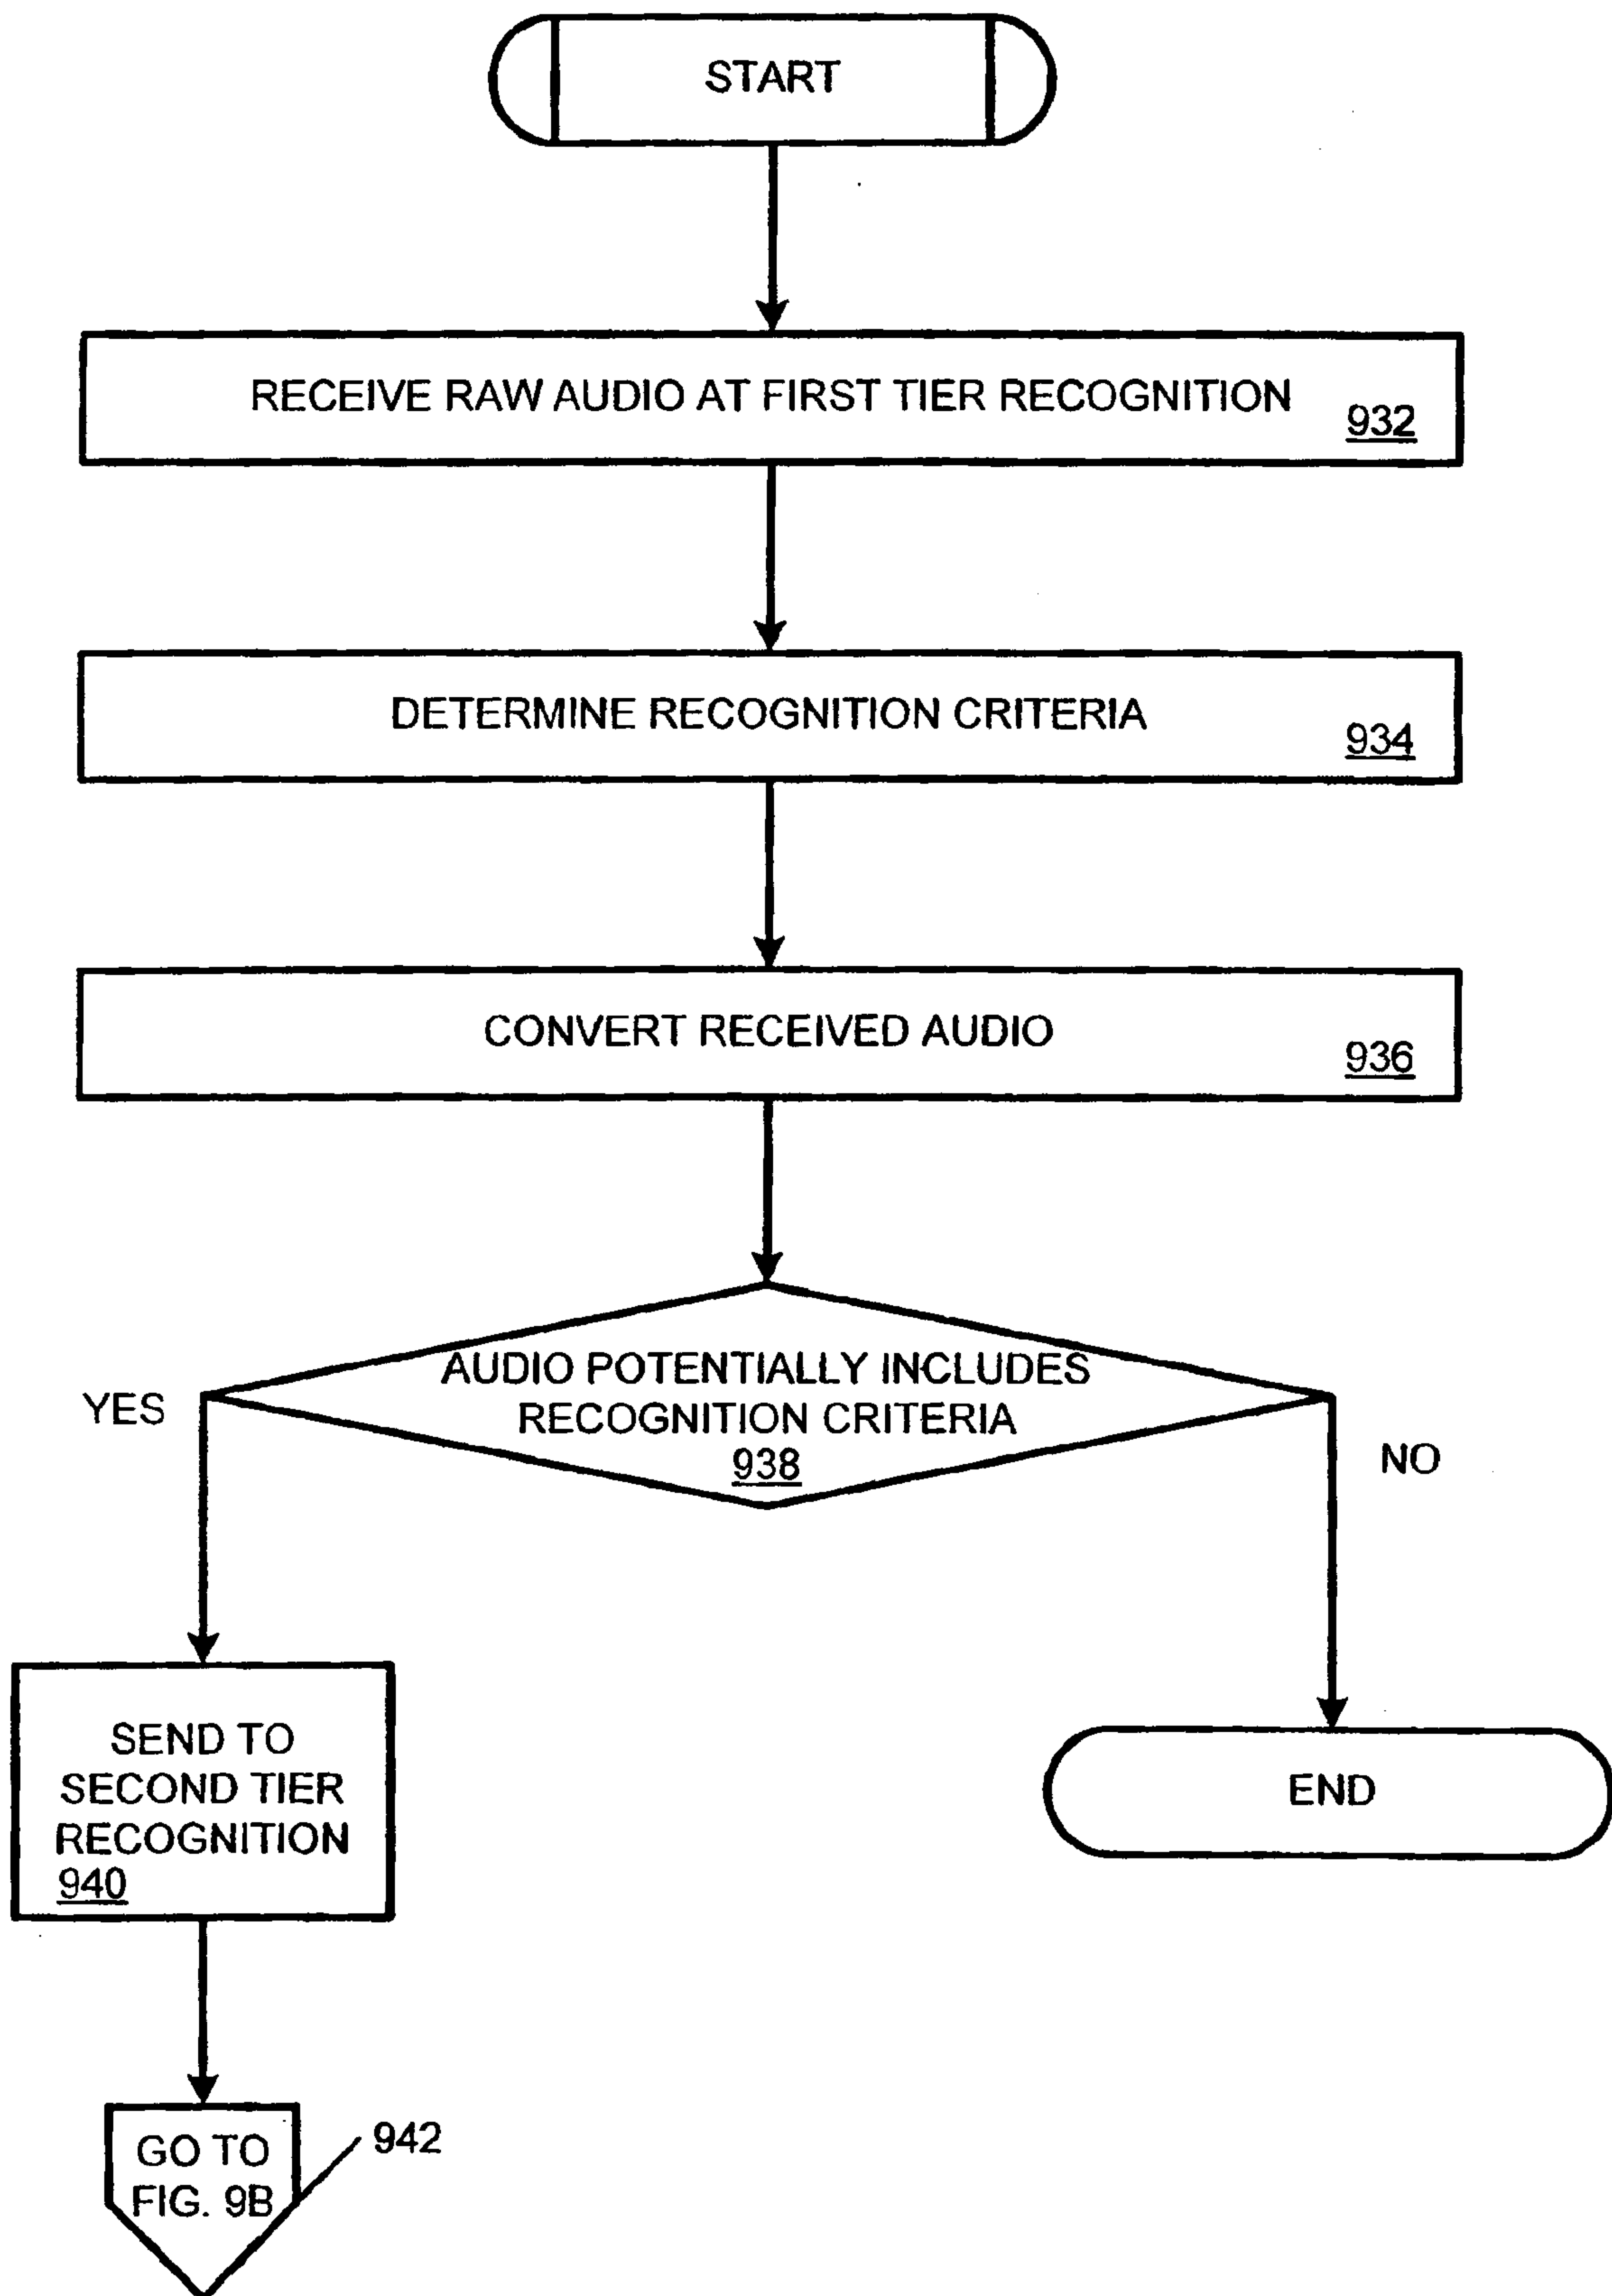 START
RECEIVE RAW AUDIO AT FIRST TIER RECOGNITION
932
DETERMINE RECOGNITION CRITERIA
934
CONVERT RECEIVED AUDIO
936
AUDIO POTENTIALLY INCLUDES
RECOGNITION CRITERIA
938
YES
NO
SEND TO
SECOND TIER
RECOGNITION
940
END
GO TO
FIG. 9B
942